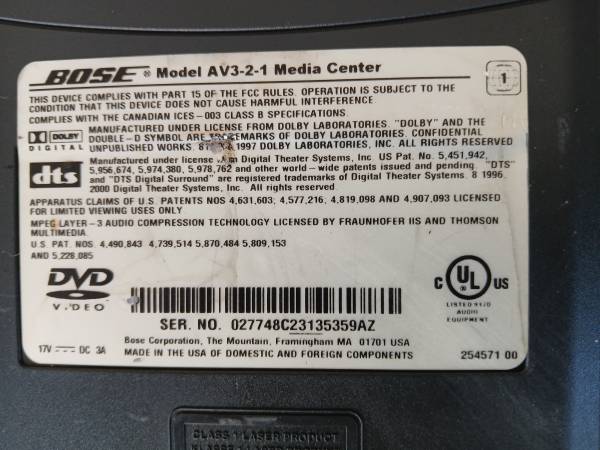 BOSE ® Model AV3-2-1 Media Center
1
THIS DEVICE COMPLIES WITH PART 15 OF THE FCC RULES. OPERATION IS SUBJECT TO THE
CONDITION THAT THIS DEVICE DOES NOT CAUSE HARMFUL INTERFERENCE.
COMPLIES WITH THE CANADIAN ICES-003 CLASS B SPECIFICATIONS.
DOLBY DIGITAL
MANUFACTURED UNDER LICENSE FROM DOLBY LABORATORIES. "DOLBY" AND THE
DOUBLE-D SYMBOL ARE OF DOLBY LABORATORIES. CONFIDENTIAL
UNPUBLISHED WORKS. 1997 DOLBY LABORATORIES, INC. ALL RIGHTS RESERVED
dts
Manufactured under license Digital Theater Systems, Inc. US Pat. No. 5,451,942,
5,956,674, 5,974,380, 5,978,762 and other world-wide patents issued and pending. "DTS"
and "DTS Digital Surround" are registered trademarks of Digital Theater Systems. 8 1996,
2000 Digital Theater Systems, Inc. ALL RIGHTS RESERVED.
APPARATUS CLAIMS OF U.S. PATENTS NOS 4,631,603; 4,577,216; 4,819,098 AND 4,907,093 LICENSED
FOR LIMITED VIEWING USES ONLY
MPEG LAYER-3 AUDIO COMPRESSION TECHNOLOGY LICENSED BY FRAUNHOFER IIS AND THOMSON
MULTIMEDIA.
U.S. PAT. NOS. 4,490,843 4,739,514 5,870,484 5,809,153
AND 5,228,085
DVD
VIDEO
C UL US
LISTED 91J0
AUDIO
EQUIPMENT
SER. NO. 027748C23135359AZ
Bose Corporation, The Mountain, Framingham MA 01701 USA
17V DC 3A
MADE IN THE USA OF DOMESTIC AND FOREIGN COMPONENTS
254571 00
CLASS 1 LASER PRODUCT